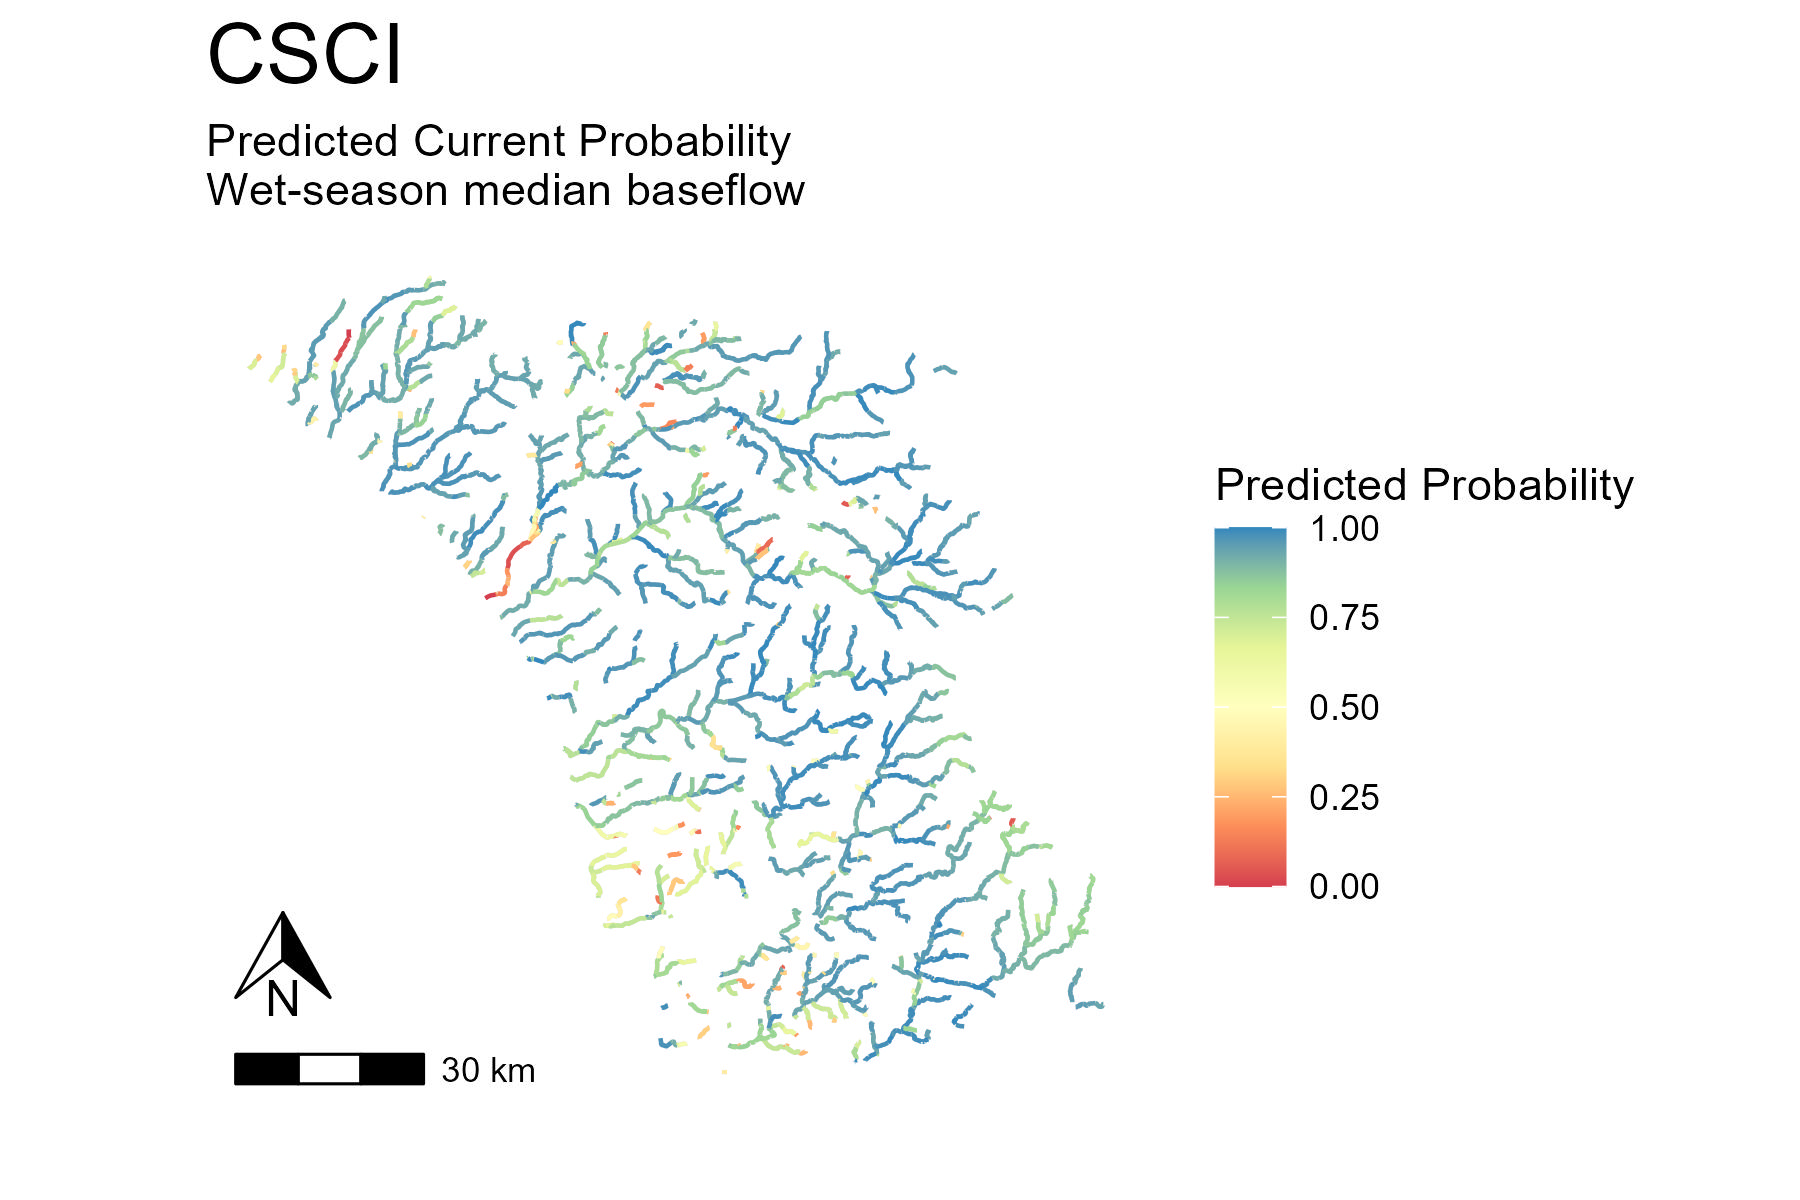 CSCI
Predicted Current Probability
Wet-season median baseflow
Predicted Probability
1.00
0.75
0.50
0.25
0.00
N
30 km